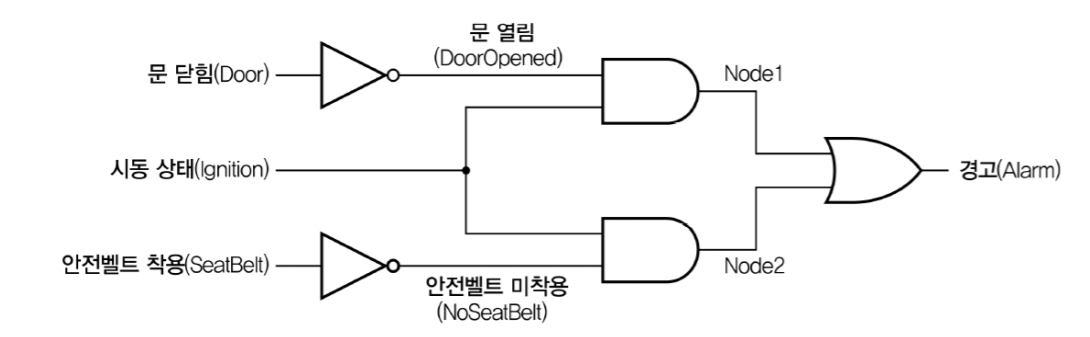 문 열림
(DoorOpened)
문 닫힘(Door)
Node1
시동 상태(Ignition)
경고(Alarm)
안전벨트 착용(SeatBelt)
Node2
안전벨트 미착용
(NoSeatBelt)